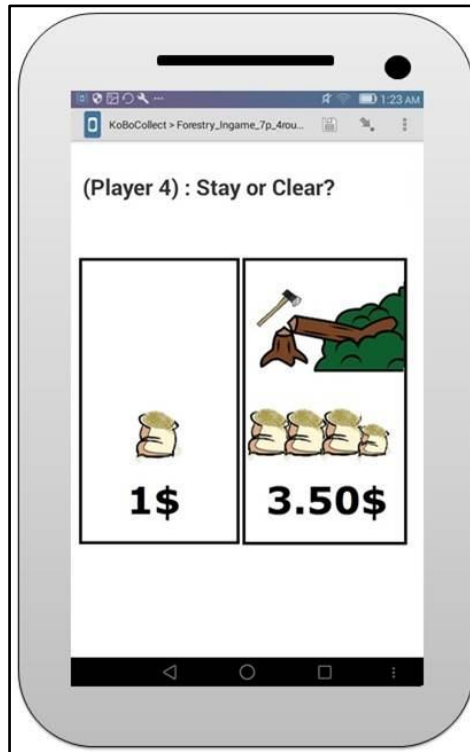 1:23 AM
KoBoCollect > Forestry_Ingame_7p_4rou...
(Player 4) : Stay or Clear?
1$
3.50$